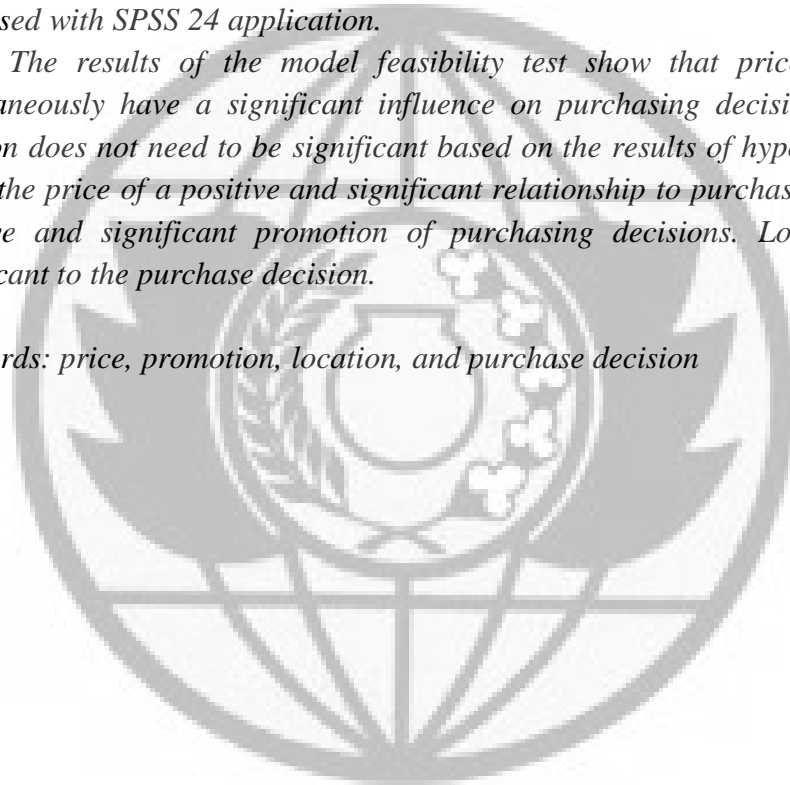 sed with SPSS 24 application.
The results of the model feasibility test show that pric
aneously have a significant influence on purchasing decisi
on does not need to be significant based on the results of hype
the price of a positive and significant relationship to purchas
e and significant promotion of purchasing decisions. Lo
cant to the purchase decision.
rds: price, promotion, location, and purchase decision